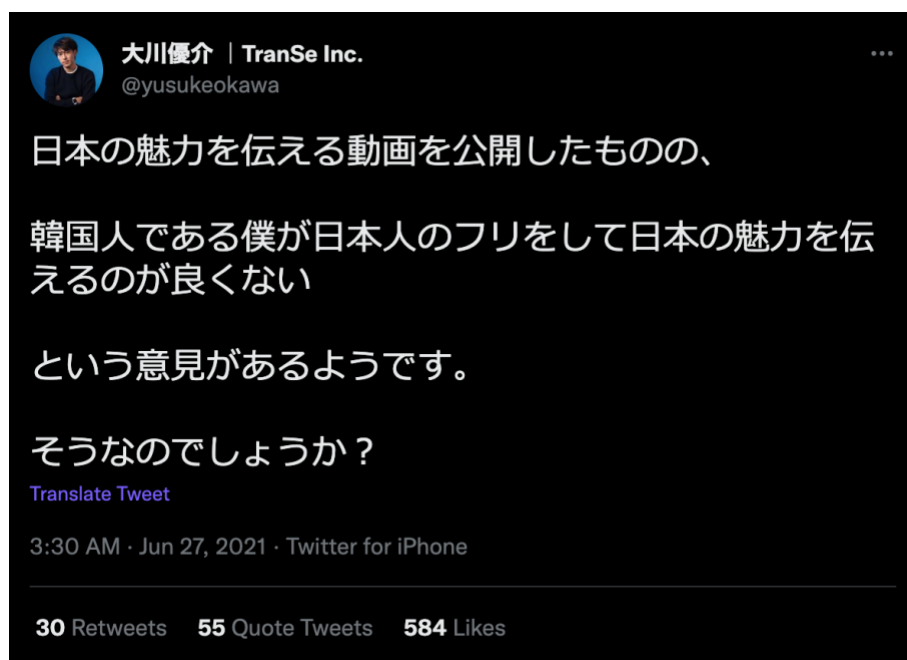 大川優介 ｜TranSe Inc.
@yusukeokawa
日本の魅力を伝える動画を公開したものの、
韓国人である僕が日本人のフリをして日本の魅力を伝
えるのが良くない
という意見があるようです。
そうなのでしょうか？
Translate Tweet
3:30 AM · Jun 27, 2021 · Twitter for iPhone
30 Retweets 55 Quote Tweets 584 Likes